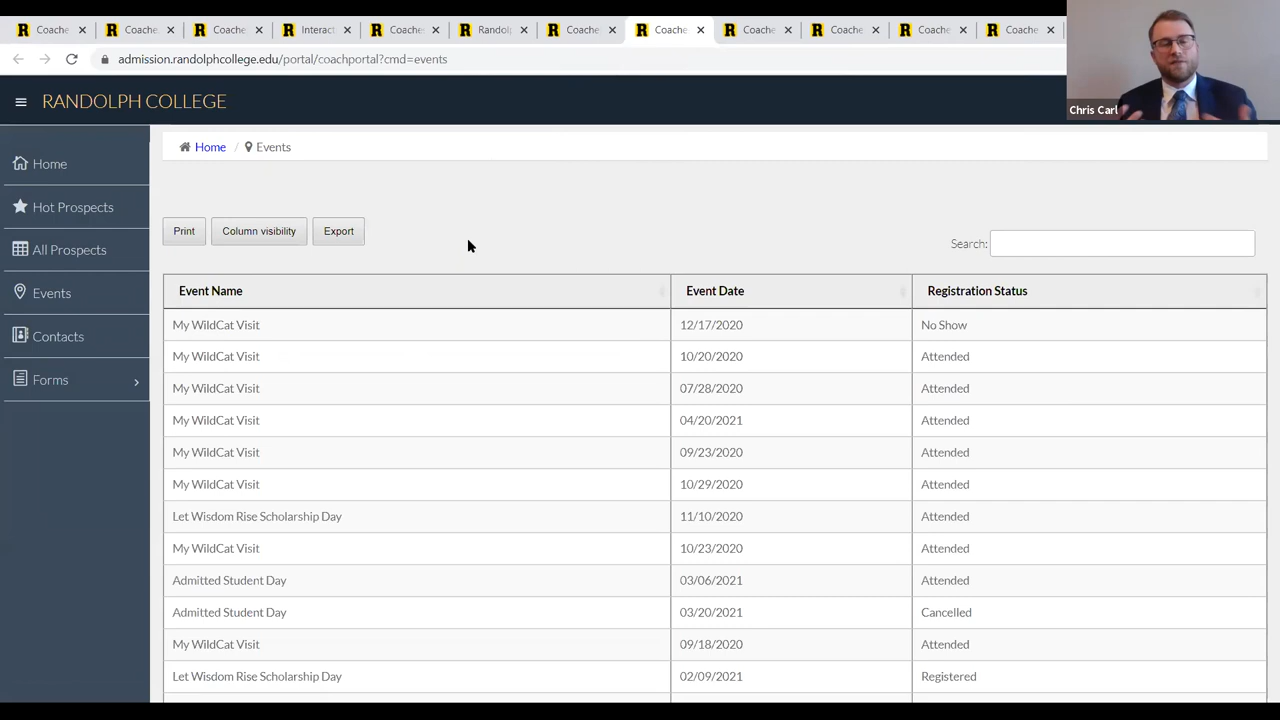 Coache
Coache
Coache
Interact
Coaches
Randol
Coache
Coache
Coache
Coache
Coache
Coache
admission.randolphcollege.edu/portal/coachportal?cmd=events
Chris Carl
RANDOLPH COLLEGE
Home
Hot Prospects
All Prospects
Events
Contacts
Forms
Home / Events
Print Column visibility Export
Search:
Event Name Event Date Registration Status
My WildCat Visit 12/17/2020 No Show
My WildCat Visit 10/20/2020 Attended
My WildCat Visit 07/28/2020 Attended
My WildCat Visit 04/20/2021 Attended
My WildCat Visit 09/23/2020 Attended
My WildCat Visit 10/29/2020 Attended
Let Wisdom Rise Scholarship Day 11/10/2020 Attended
My WildCat Visit 10/23/2020 Attended
Admitted Student Day 03/06/2021 Attended
Admitted Student Day 03/20/2021 Cancelled
My WildCat Visit 09/18/2020 Attended
Let Wisdom Rise Scholarship Day 02/09/2021 Registered